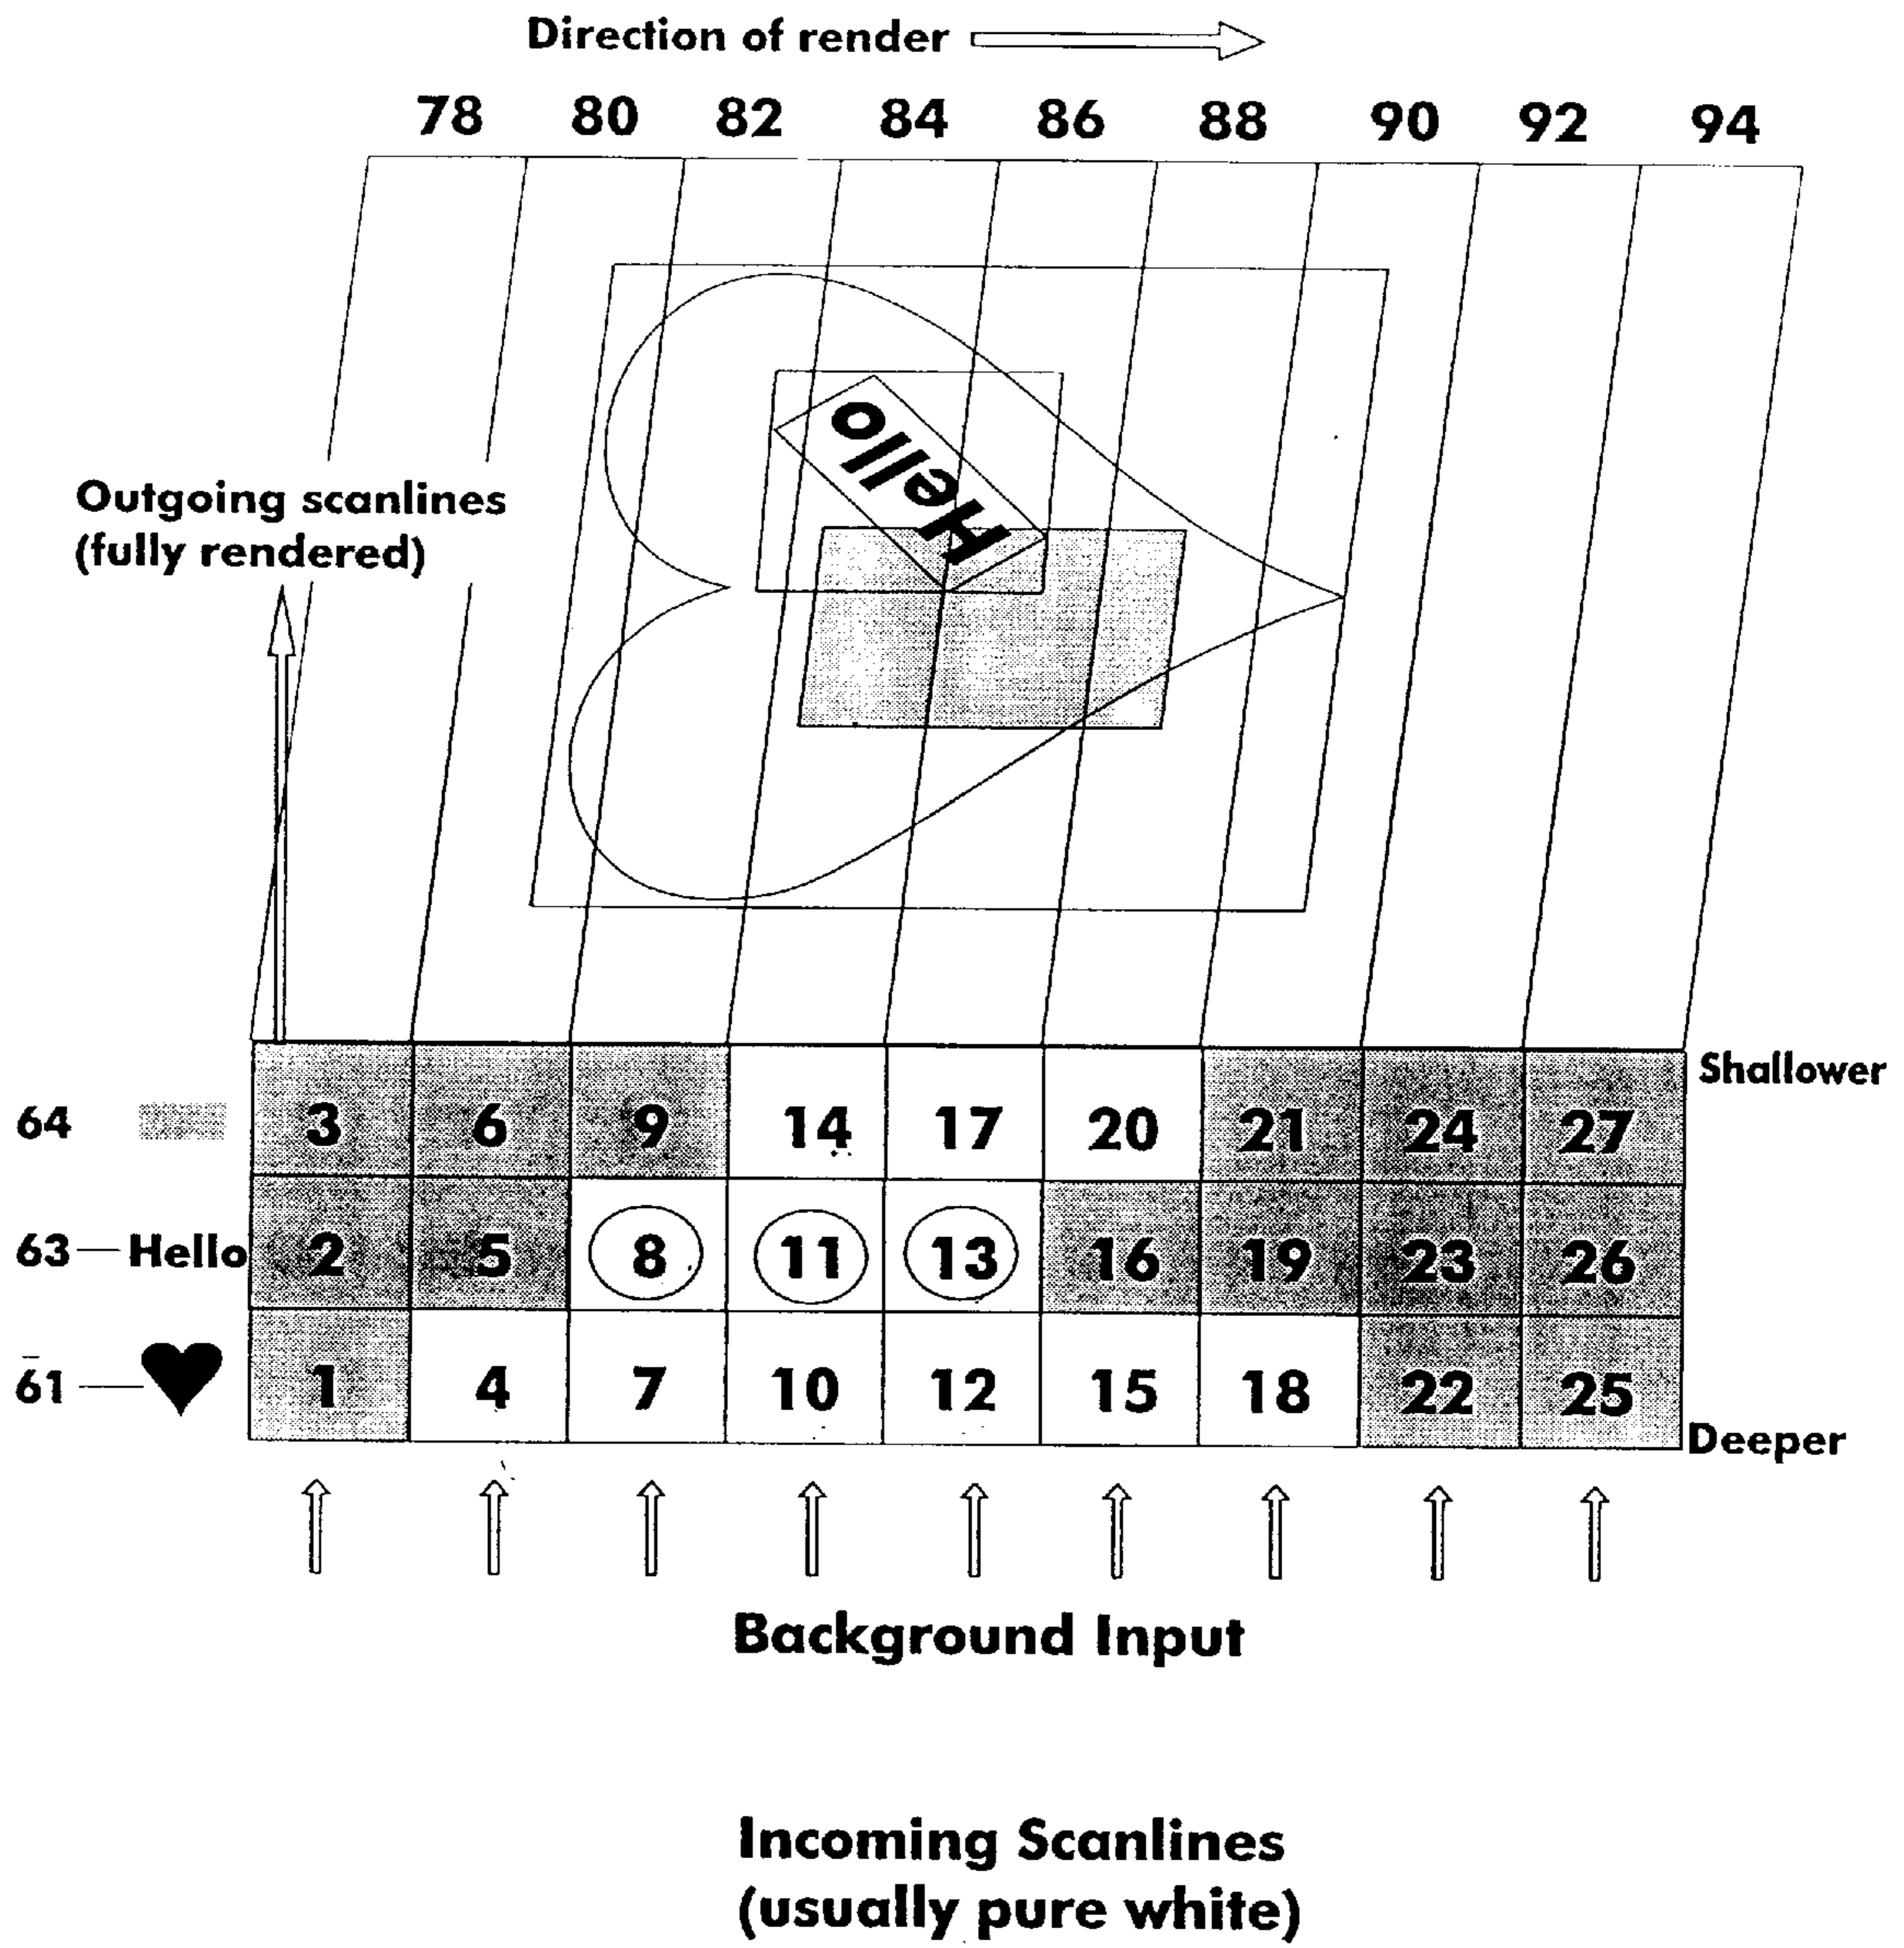 Direction of render
78 80 82 84 86 88 90 92 94
Hello
Outgoing scanlines
(fully rendered)
Shallower
64 3 6 9 14 17 20 21 24 27
63 Hello 2 5 8 11 13 16 19 23 26
61 1 4 7 10 12 15 18 22 25
Deeper
Background Input
Incoming Scanlines
(usually pure white)